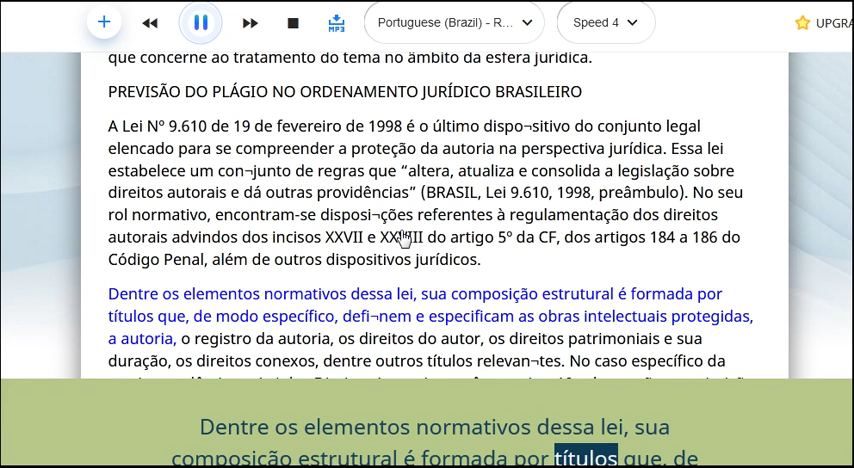 MP3
Portuguese (Brazil) - R...
Speed 4
UPGRA
que concerne ao tratamento do tema no âmbito da esfera jurídica.
PREVISÃO DO PLÁGIO NO ORDENAMENTO JURÍDICO BRASILEIRO
A Lei Nº 9.610 de 19 de fevereiro de 1998 é o último dispo¬sitivo do conjunto legal
elencado para se compreender a proteção da autoria na perspectiva jurídica. Essa lei
estabelece um con¬junto de regras que “altera, atualiza e consolida a legislação sobre
direitos autorais e dá outras providências” (BRASIL, Lei 9.610, 1998, preâmbulo). No seu
rol normativo, encontram-se disposi¬ções referentes à regulamentação dos direitos
autorais advindos dos incisos XXVII e do artigo 5º da CF, dos artigos 184 a 186 do
Código Penal, além de outros dispositivos jurídicos.
Dentre os elementos normativos dessa lei, sua composição estrutural é formada por
títulos que, de modo específico, defi¬nem e especificam as obras intelectuais protegidas,
a autoria, o registro da autoria, os direitos do autor, os direitos patrimoniais e sua
duração, os direitos conexos, dentre outros títulos relevan¬tes. No caso específico da
Dentre os elementos normativos dessa lei, sua
composição estrutural é formada por títulos que, de